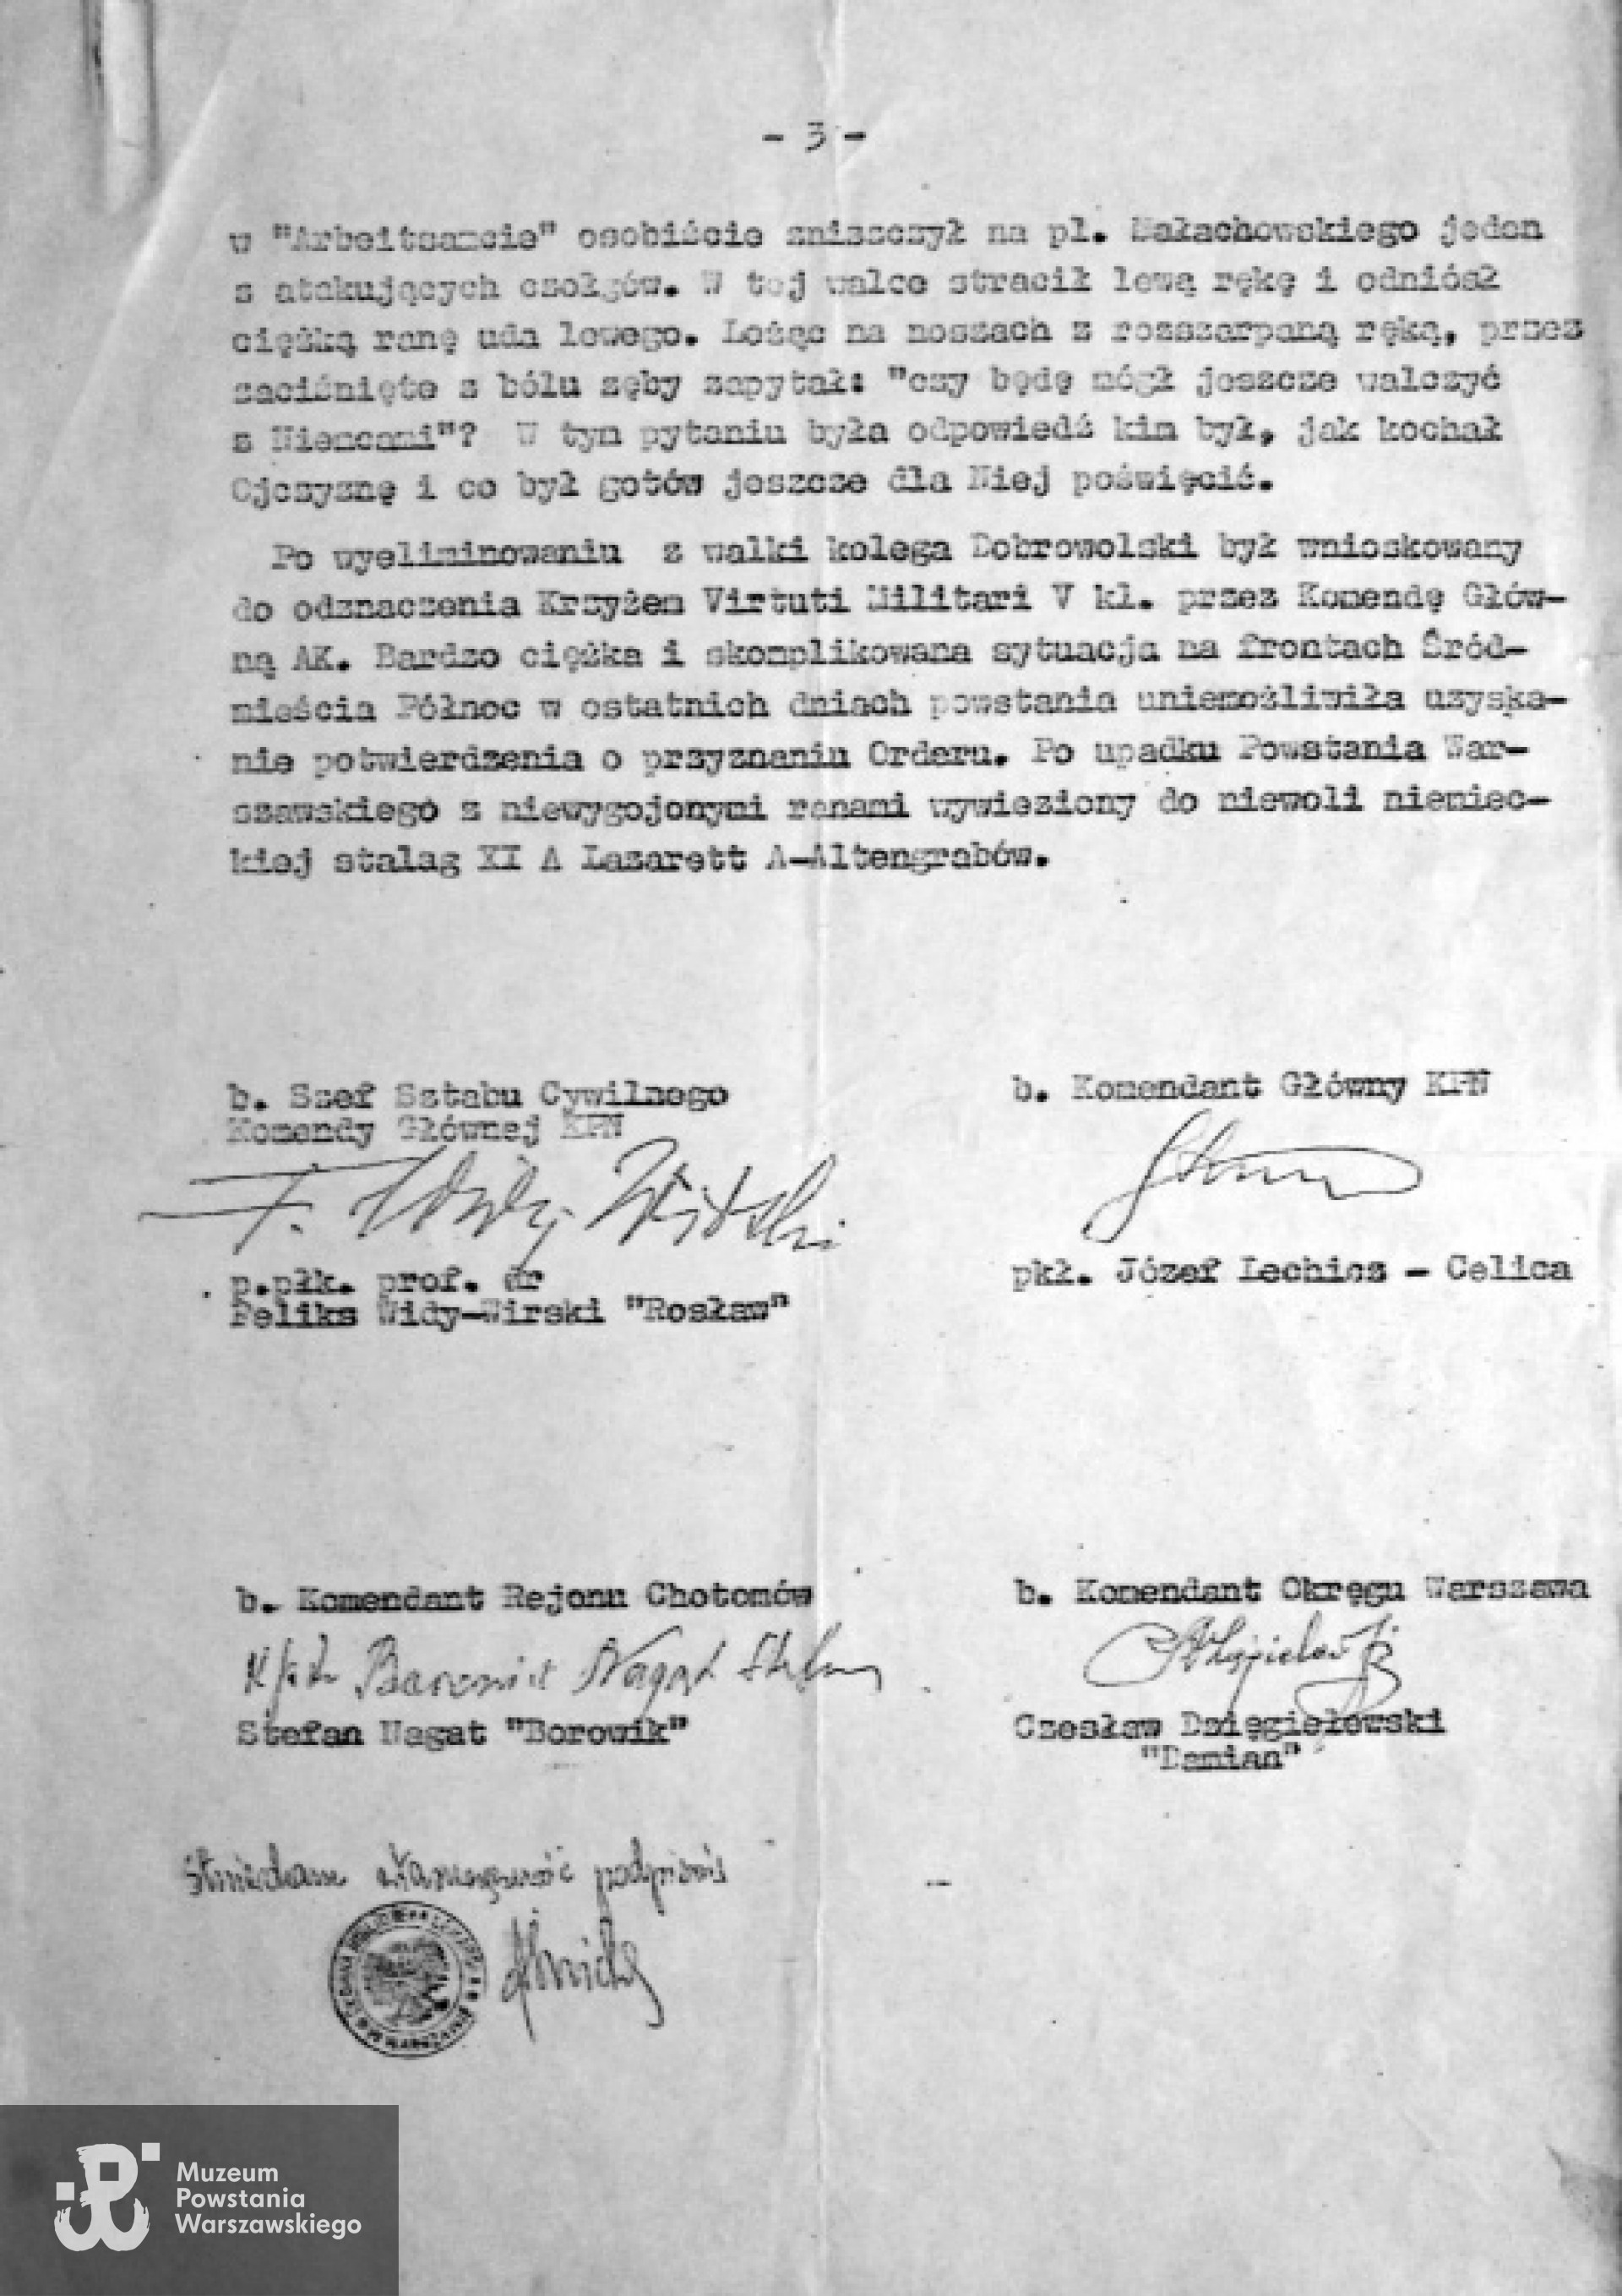 - 3 -
w "Arbeitsamcie" osobiście zniszczył na pl. Małachowskiego jeden
z atakujących czołgów. W tej walce stracił lewą rękę i odniósł
ciężką ranę uda lewego. Leżąc na noszach z rozszarpaną ręką, przez
zaciśnięte z bólu zęby zapytał: "czy będę mógł jeszcze walczyć
z Niemcami"? W tym pytaniu była odpowiedź kim był, jak kochał
Ojczyznę i co był gotów jeszcze dla Niej poświęcić.
Po wyeliminowaniu z walki kolega Dobrowolski był wnioskowany
do odznaczenia Krzyżem Virtuti Militari V kl. przez Komendę Głów-
ną AK. Bardzo ciężka i skomplikowana sytuacja na frontach Śród-
mieścia Północ w ostatnich dniach powstania uniemożliwiła uzyska-
nie potwierdzenia o przyznaniu Orderu. Po upadku Powstania War-
szawskiego z niewygojonymi ranami wywieziony do niewoli niemiec-
kiej stalag XI A Lazarett A-Altengrabów.
b. Szef Sztabu Cywilnego
Komendy Głównej KPN
F. Widy-Wirski
p.płk. prof. dr
Feliks Widy-Wirski "Rosław"
b. Komendant Główny KPN
pkł. Józef Lechicz - Celica
b. Komendant Rejonu Chotomów
Nagat Stefan
Stefan Nagat "Borowik"
b. Komendant Okręgu Warszawa
Czesław Dzięgielewski
"Damian"
Stwierdzam własnoręczność podpisów
Muzeum
Powstania
Warszawskiego